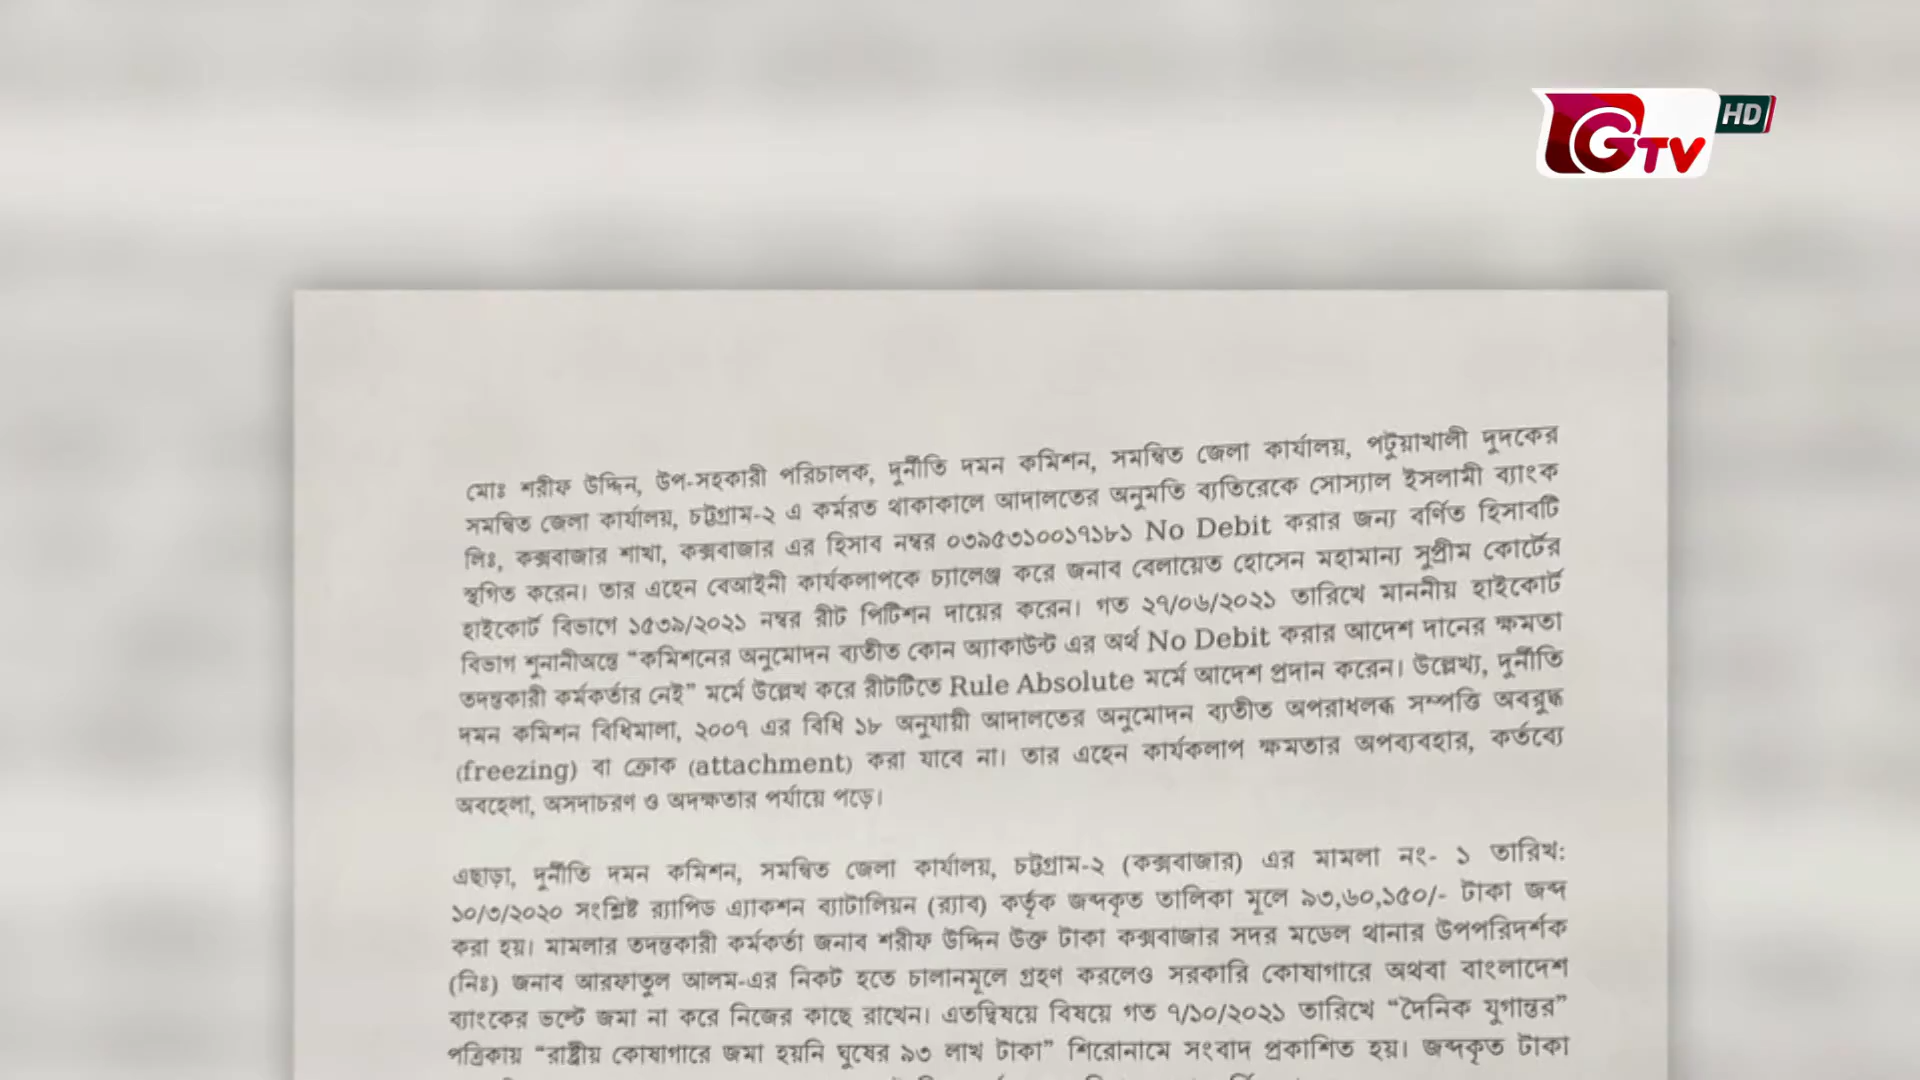 GTV HD
মোঃ শরীফ উদ্দিন, উপ-সহকারী পরিচালক, দুর্নীতি দমন কমিশন, সমন্বিত জেলা কার্যালয়, পটুয়াখালী দুদকের
সমন্বিত জেলা কার্যালয়, চট্টগ্রাম-২ এ কর্মরত থাকাকালে আদালতের অনুমতি ব্যতিরেকে সোস্যাল ইসলামী ব্যাংক
লিঃ, কক্সবাজার শাখা, কক্সবাজার এর হিসাব নম্বর ০৩৯৫৩১০০১৭১৮১ No Debit করার জন্য বর্ণিত হিসাবটি
স্থগিত করেন। তার এহেন বেআইনী কার্যকলাপকে চ্যালেঞ্জ করে জনাব বেলায়েত হোসেন মহামান্য সুপ্রীম কোর্টের
হাইকোর্ট বিভাগে ১৫৩৯/২০২১ নম্বর রীট পিটিশন দায়ের করেন। গত ২৭/০৬/২০২১ তারিখে মাননীয় হাইকোর্ট
বিভাগ শুনানীঅন্তে “কমিশনের অনুমোদন ব্যতীত কোন অ্যাকাউন্ট এর অর্থ No Debit করার আদেশ দানের ক্ষমতা
তদন্তকারী কর্মকর্তার নেই” মর্মে উল্লেখ করে রীটটিতে Rule Absolute মর্মে আদেশ প্রদান করেন। উল্লেখ্য, দুর্নীতি
দমন কমিশন বিধিমালা, ২০০৭ এর বিধি ১৮ অনুযায়ী আদালতের অনুমোদন ব্যতীত অপরাধলব্ধ সম্পত্তি অবরুদ্ধ
(freezing) বা ক্রোক (attachment) করা যাবে না। তার এহেন কার্যকলাপ ক্ষমতার অপব্যবহার, কর্তব্যে
অবহেলা, অসদাচরণ ও অদক্ষতার পর্যায়ে পড়ে।
এছাড়া, দুর্নীতি দমন কমিশন, সমন্বিত জেলা কার্যালয়, চট্টগ্রাম-২ (কক্সবাজার) এর মামলা নং- ১ তারিখ:
১০/৩/২০২০ সংশ্লিষ্ট র‌্যাপিড এ্যাকশন ব্যাটালিয়ন (র‌্যাব) কর্তৃক জব্দকৃত তালিকা মূলে ৯৩,৬০,১৫০/- টাকা জব্দ
করা হয়। মামলার তদন্তকারী কর্মকর্তা জনাব শরীফ উদ্দিন উক্ত টাকা কক্সবাজার সদর মডেল থানার উপপরিদর্শক
(নিঃ) জনাব আরফাতুল আলম-এর নিকট হতে চালানমূলে গ্রহণ করলেও সরকারি কোষাগারে অথবা বাংলাদেশ
ব্যাংকের ভল্টে জমা না করে নিজের কাছে রাখেন। এতদ্বিষয়ে বিষয়ে গত ৭/১০/২০২১ তারিখে “দৈনিক যুগান্তর”
পত্রিকায় “রাষ্ট্রীয় কোষাগারে জমা হয়নি ঘুষের ৯৩ লাখ টাকা” শিরোনামে সংবাদ প্রকাশিত হয়। জব্দকৃত টাকা